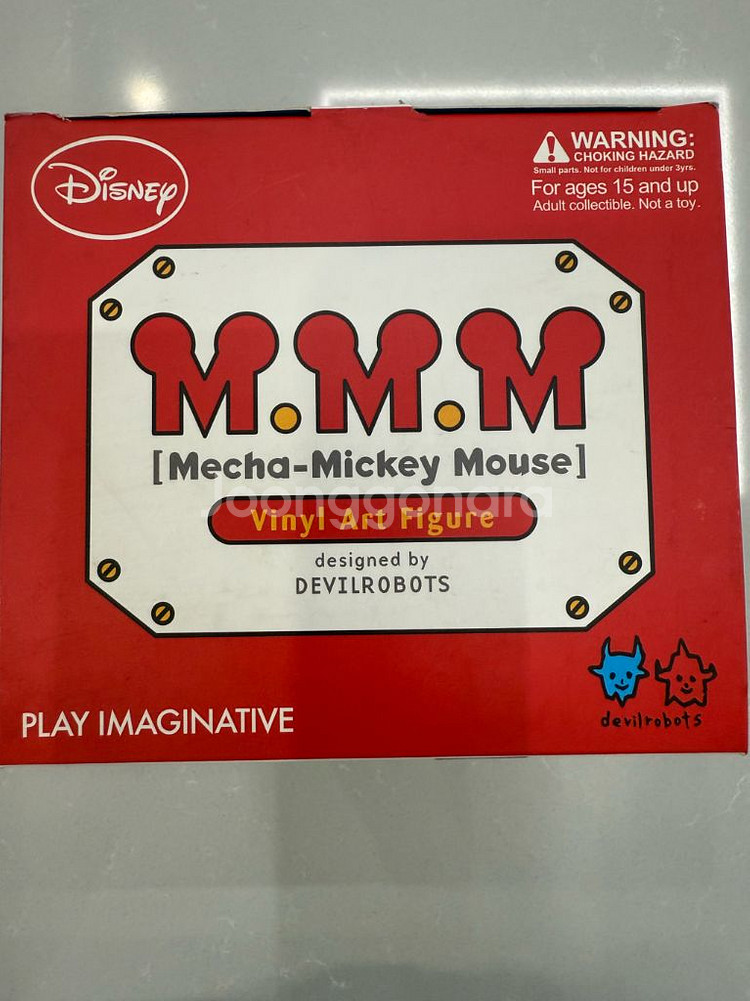 Disney
WARNING:
CHOKING HAZARD
Small parts. Not for children under 3yrs.
For ages 15 and up
Adult collectible. Not a toy.
M.M.M
[Mecha-Mickey Mouse]
Joonggonara
Vinyl Art Figure
designed by
DEVILROBOTS
devilrobots
PLAY IMAGINATIVE